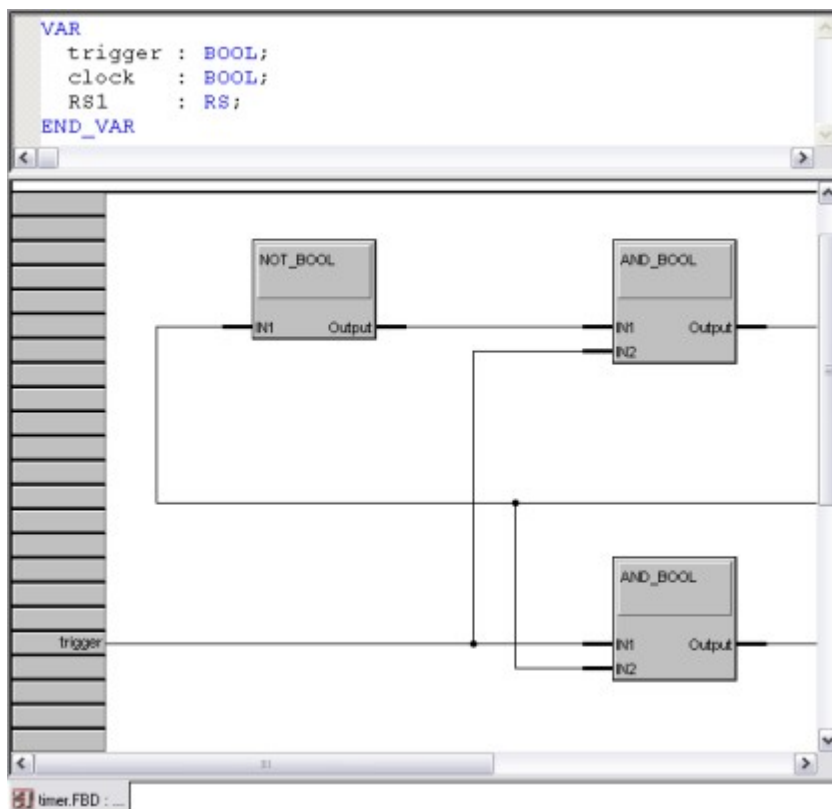 VAR
trigger : BOOL;
clock : BOOL;
RS1 : RS;
END_VAR
NOT_BOOL
IN1 Output
AND_BOOL
IN1 Output
IN2
AND_BOOL
trigger
IN1 Output
IN2
timer.FBD : ...